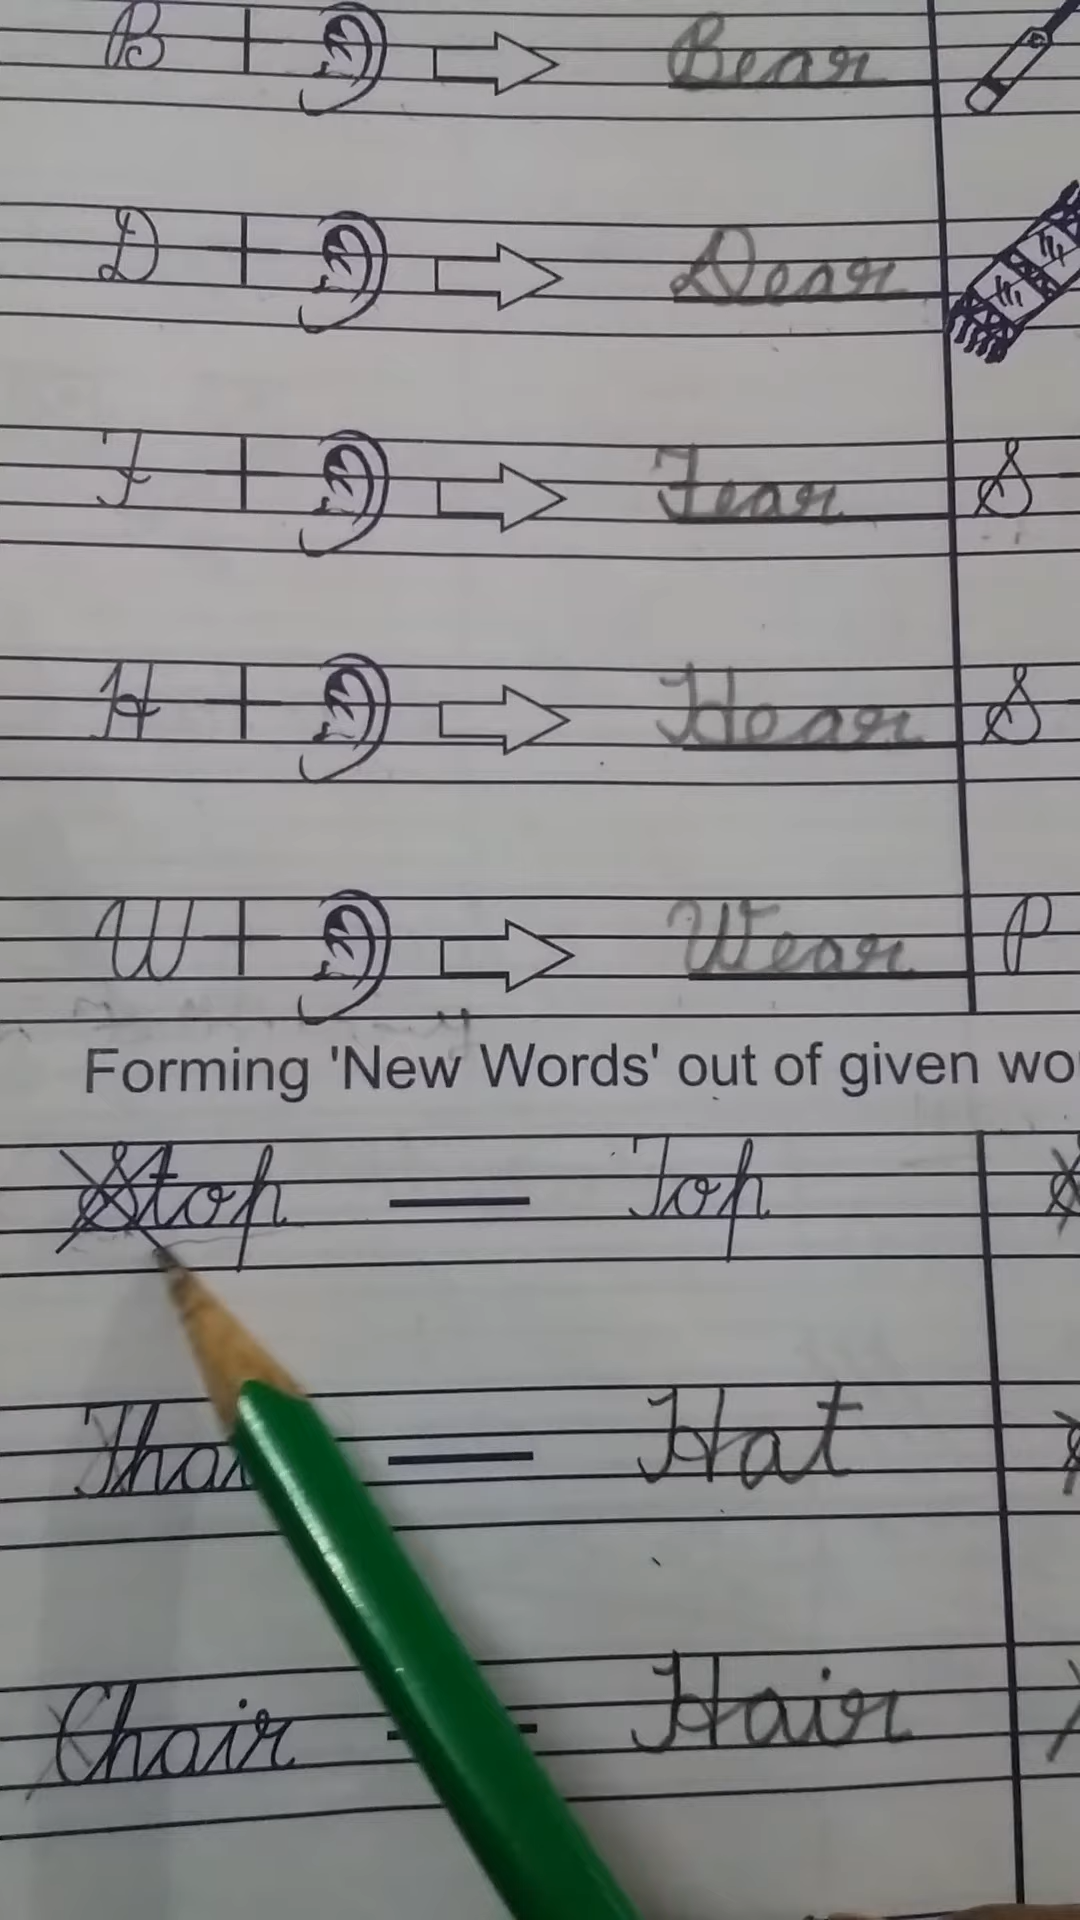 B + Bear
D + Dear
F + Fear S
H + Hear S
W + Wear P
Forming 'New Words' out of given wo
Stop — Top
Hat
Chair — Hair